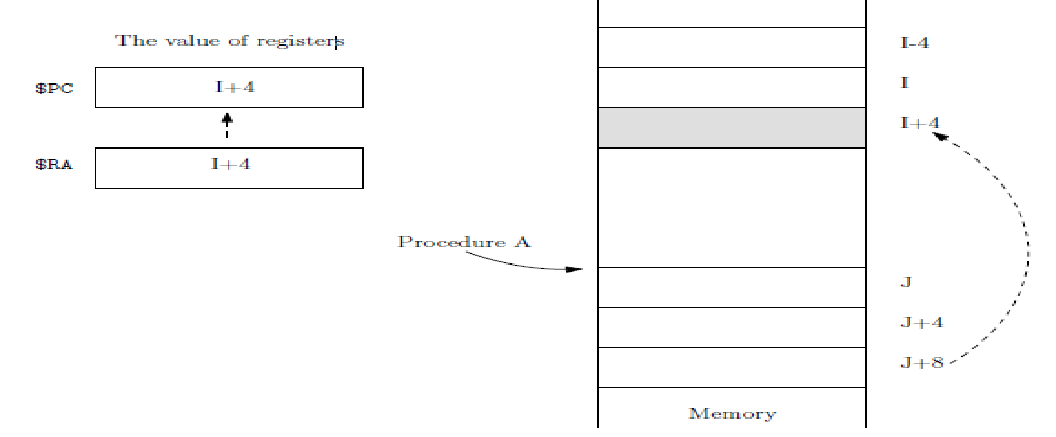 The value of registers
$PC
I+4
$RA
I+4
Procedure A
I-4
I
I+4
J
J+4
J+8
Memory